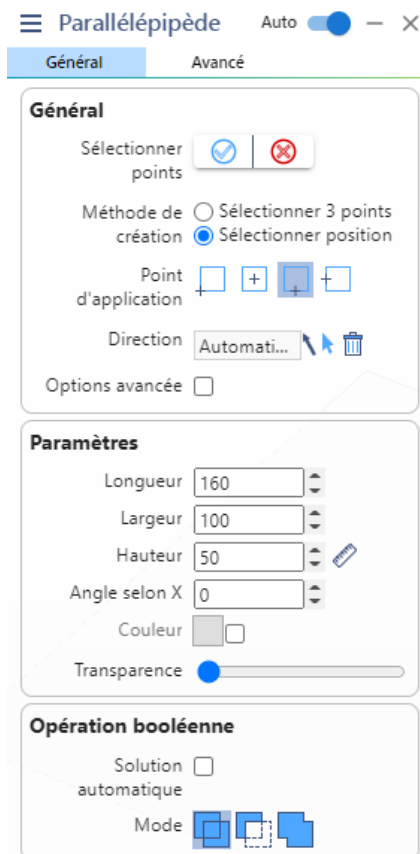 Parallélépipède Auto
Général Avancé
Général
Sélectionner
points
Méthode de
création
Sélectionner 3 points
Sélectionner position
Point
d'application
Direction Automati...
Options avancée
Paramètres
Longueur 160
Largeur 100
Hauteur 50
Angle selon X 0
Couleur
Transparence
Opération booléenne
Solution
automatique
Mode